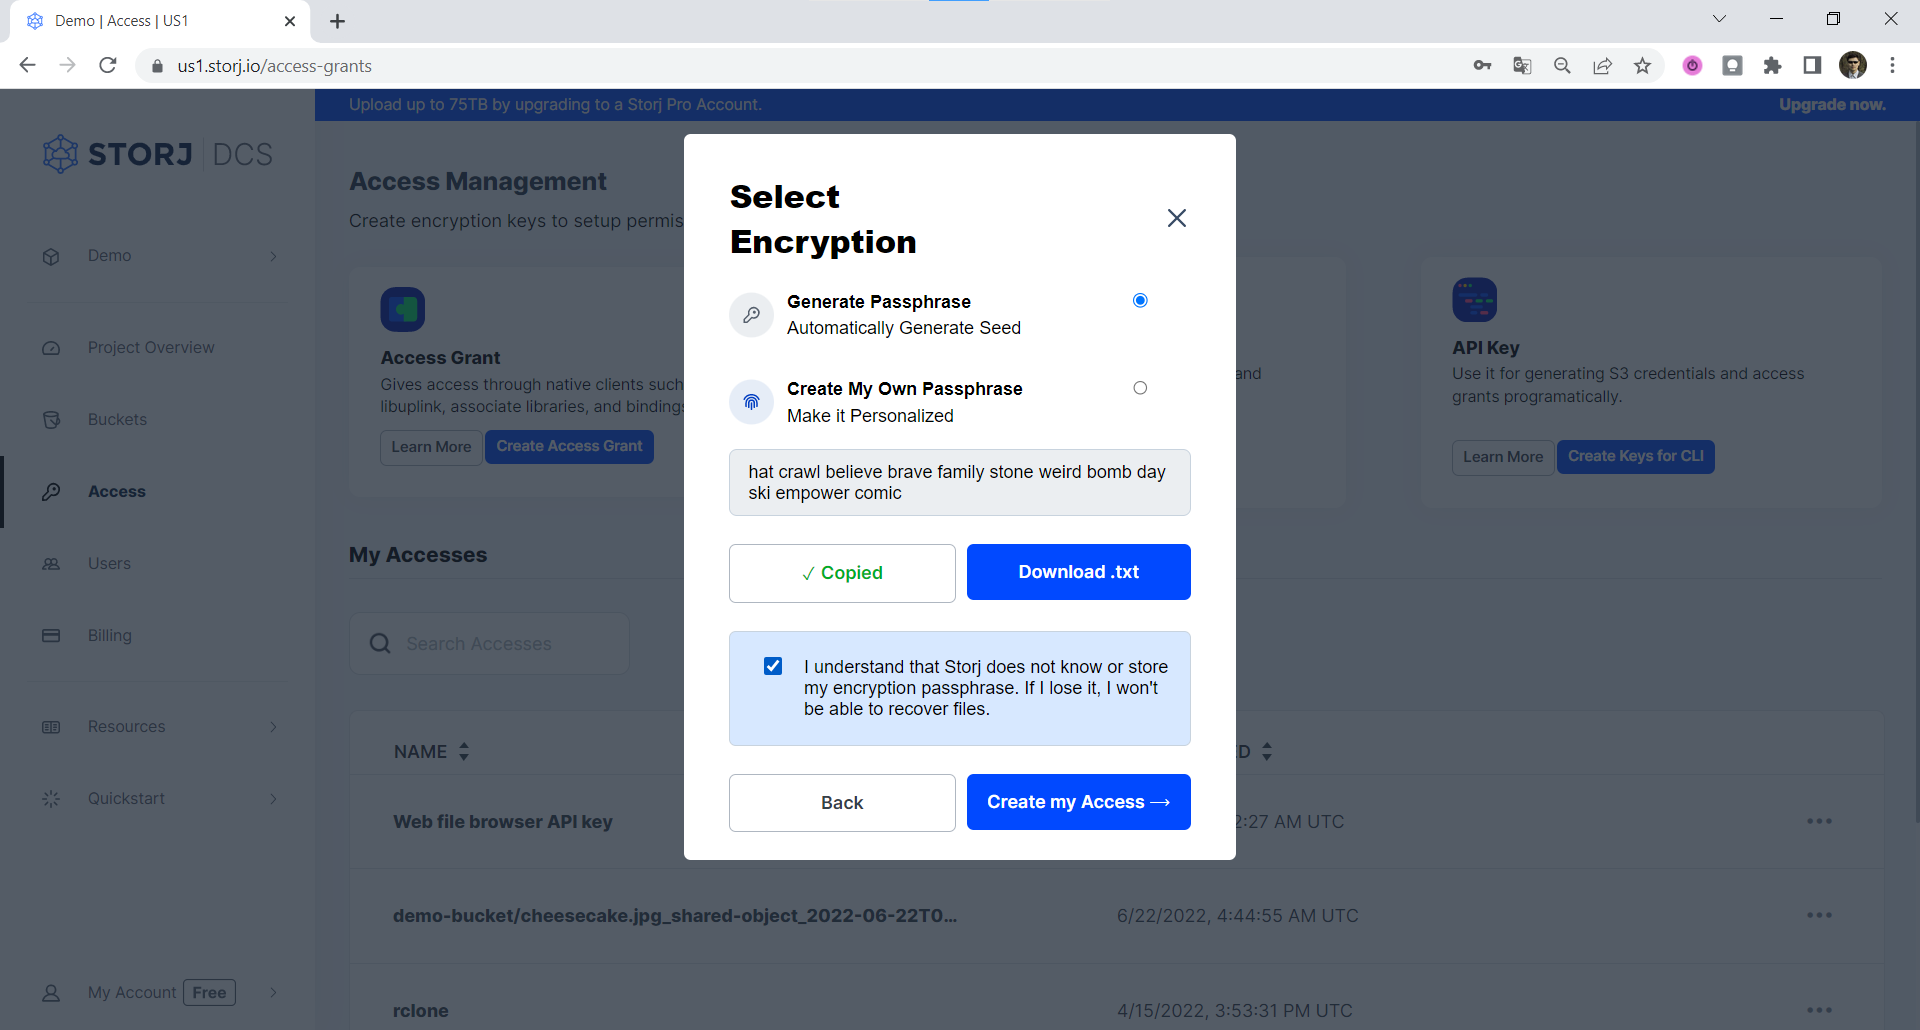 Demo | Access | US1
us1.storj.io/access-grants
Upload up to 75TB by upgrading to a Storj Pro Account.
Upgrade now.
STORJ DCS
Demo
Project Overview
Buckets
Access
Users
Billing
Resources
Quickstart
My Account Free
Access Management
Create encryption keys to setup permis
Access Grant
Gives access through native clients such
libuplink, associate libraries, and bindings
Learn More
Create Access Grant
and
API Key
Use it for generating S3 credentials and access
grants programatically.
Learn More
Create Keys for CLI
My Accesses
Search Accesses
NAME
ED
Web file browser API key
2:27 AM UTC
demo-bucket/cheesecake.jpg_shared-object_2022-06-22T0...
6/22/2022, 4:44:55 AM UTC
rclone
4/15/2022, 3:53:31 PM UTC
Select
Encryption
Generate Passphrase
Automatically Generate Seed
Create My Own Passphrase
Make it Personalized
hat crawl believe brave family stone weird bomb day
ski empower comic
✓ Copied
Download .txt
I understand that Storj does not know or store
my encryption passphrase. If I lose it, I won't
be able to recover files.
Back
Create my Access ⟶